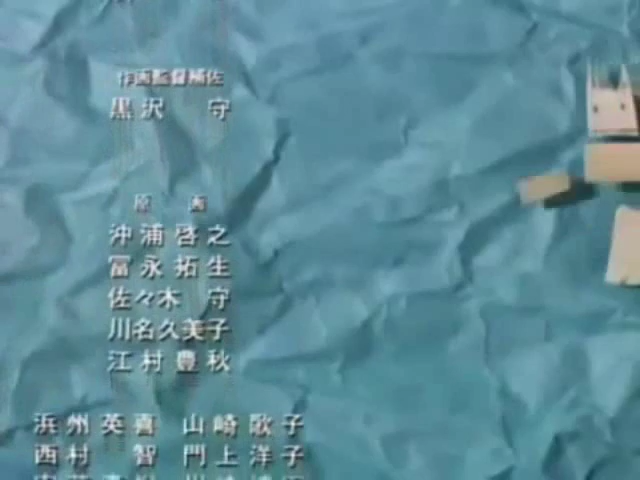 作画監督補佐
黒沢 守
原 画
沖浦啓之
冨永拓生
佐々木 守
川名久美子
江村豊秋
浜州英喜 山崎歌子
西村 智 門上洋子